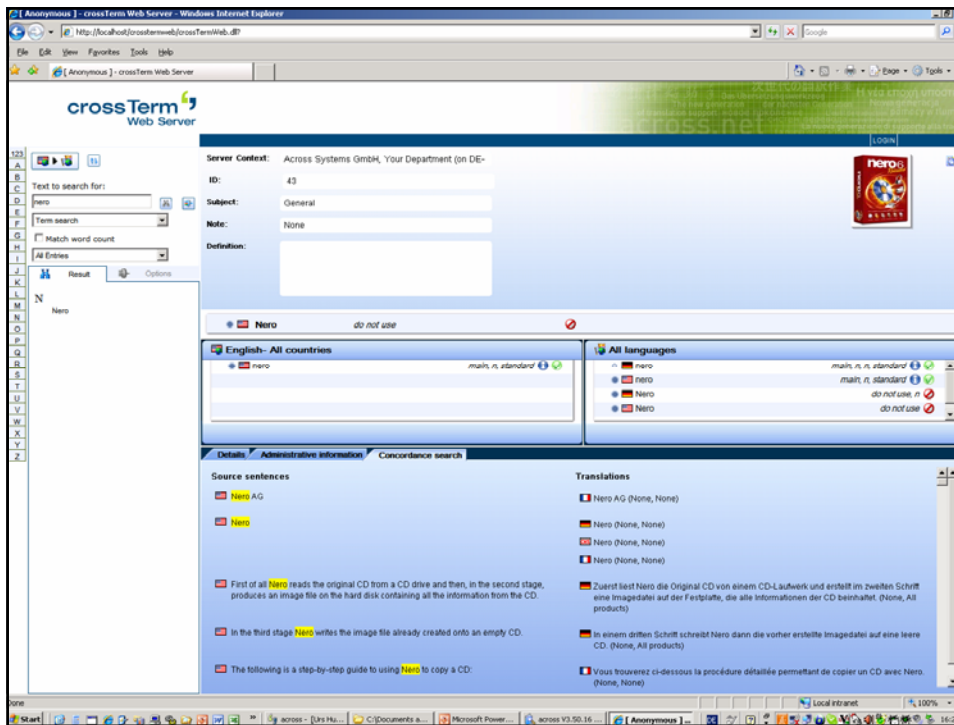 [ Anonymous ] - crossTerm Web Server - Windows Internet Explorer
http://localhost/crosstermweb/crossTermWeb.dll?
Google
File Edit View Favorites Tools Help
[ Anonymous ] - crossTerm Web Server
Page Tools
crossTerm
Web Server
LOGIN
123
A
B
C
D
E
F
G
H
I
J
K
L
M
N
O
P
Q
R
S
T
U
V
W
X
Y
Z
Text to search for:
nero
Term search
Match word count
All Entries
Result Options
N
Nero
Server Context: Across Systems GmbH, Your Department (on DE-
ID: 43
Subject: General
Note: None
Definition:
nero 6
Nero do not use
English- All countries
nero main, n, standard
All languages
nero main, n, n, standard
nero main, n, standard
Nero do not use, n
Nero do not use
Details Administrative information Concordance search
Source sentences Translations
Nero AG Nero AG (None, None)
Nero Nero (None, None)
Nero (None, None)
Nero (None, None)
First of all Nero reads the original CD from a CD drive and then, in the second stage,
produces an image file on the hard disk containing all the information from the CD.
Zuerst liest Nero die Original CD von einem CD-Laufwerk und erstellt im zweiten Schritt
eine Imagedatei auf der Festplatte, die alle Informationen der CD beinhaltet. (None, All
products)
In the third stage Nero writes the image file already created onto an empty CD.
In einem dritten Schritt schreibt Nero dann die vorher erstellte Imagedatei auf eine leere
CD. (None, All products)
The following is a step-by-step guide to using Nero to copy a CD:
Vous trouverez ci-dessous la procédure détaillée permettant de copier un CD avec Nero.
(None, None)
Done Local intranet 100%
Start across - [Urs Hu... C:\Documents a... Microsoft Power... across V3.50.16 ... [ Anonymous ]...